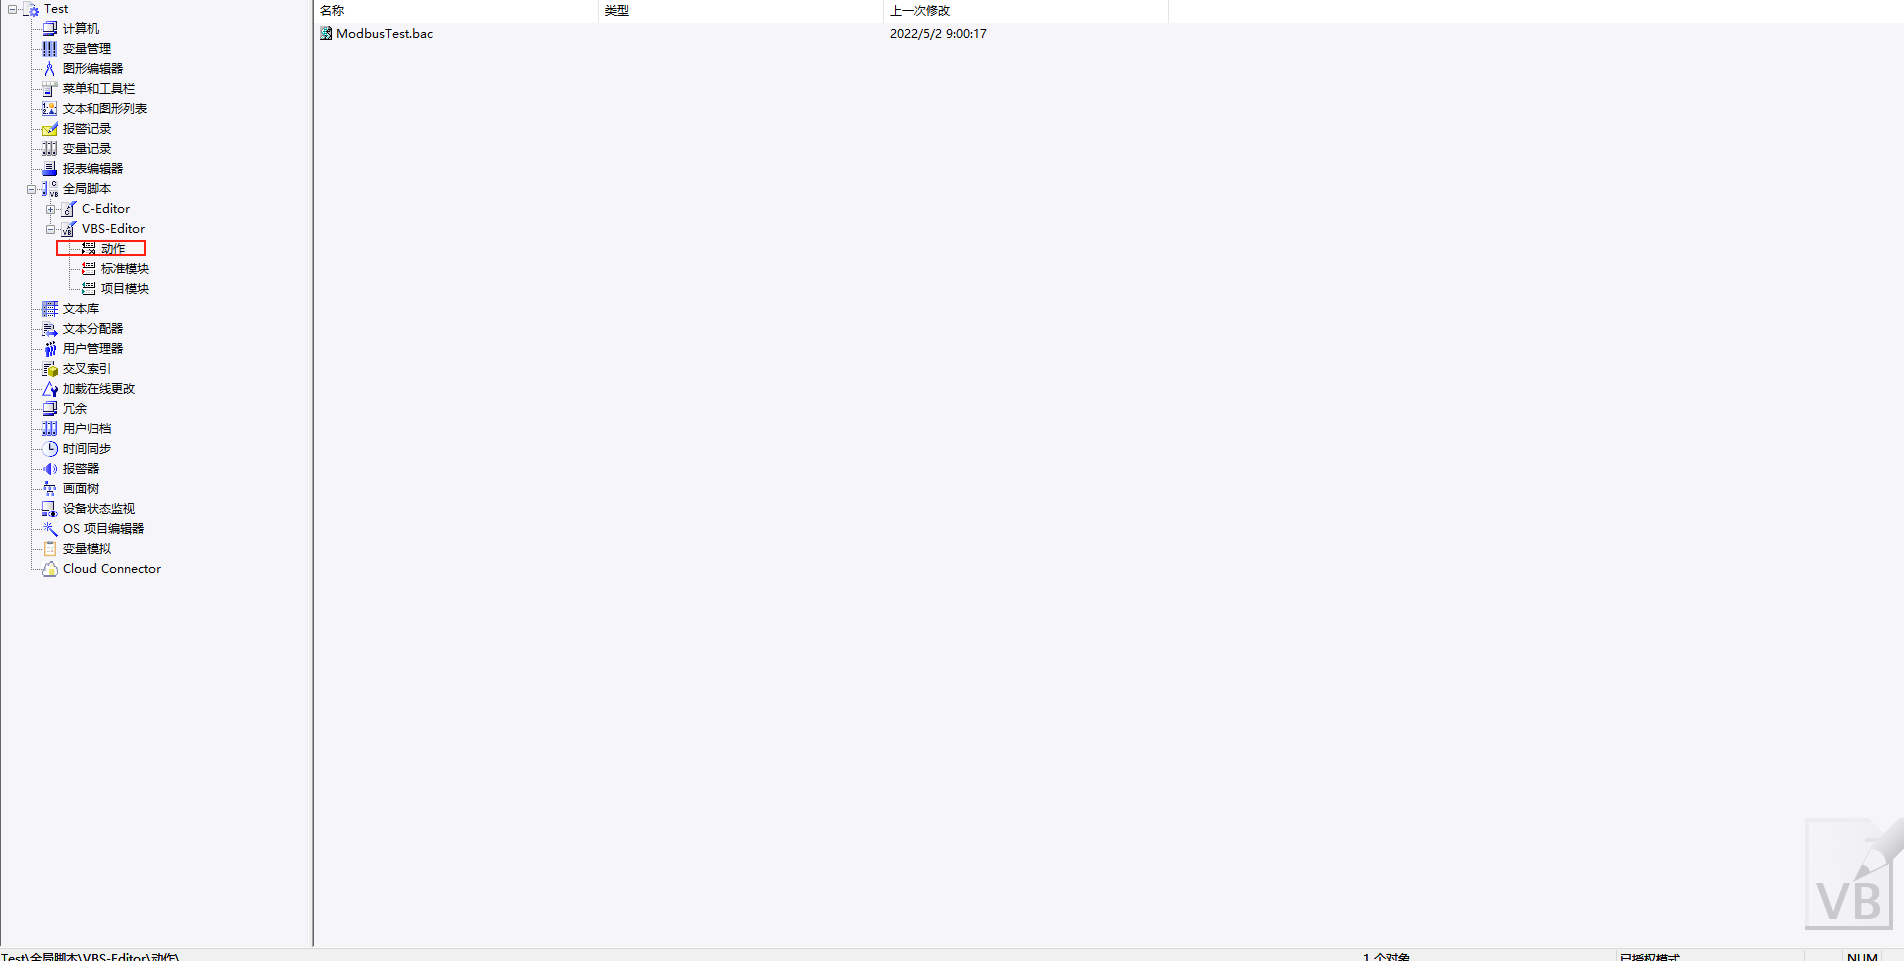 Test
计算机
变量管理
图形编辑器
菜单和工具栏
文本和图形列表
报警记录
变量记录
报表编辑器
全局脚本
C-Editor
VBS-Editor
动作
标准模块
项目模块
文本库
文本分配器
用户管理器
交叉索引
加载在线更改
冗余
用户归档
时间同步
报警器
画面树
设备状态监视
OS 项目编辑器
变量模拟
Cloud Connector
名称 类型 上一次修改
ModbusTest.bac 2022/5/2 9:00:17
VB
Test\全局脚本\VBS-Editor\动作\ 1 个对象 已授权模式 NUM